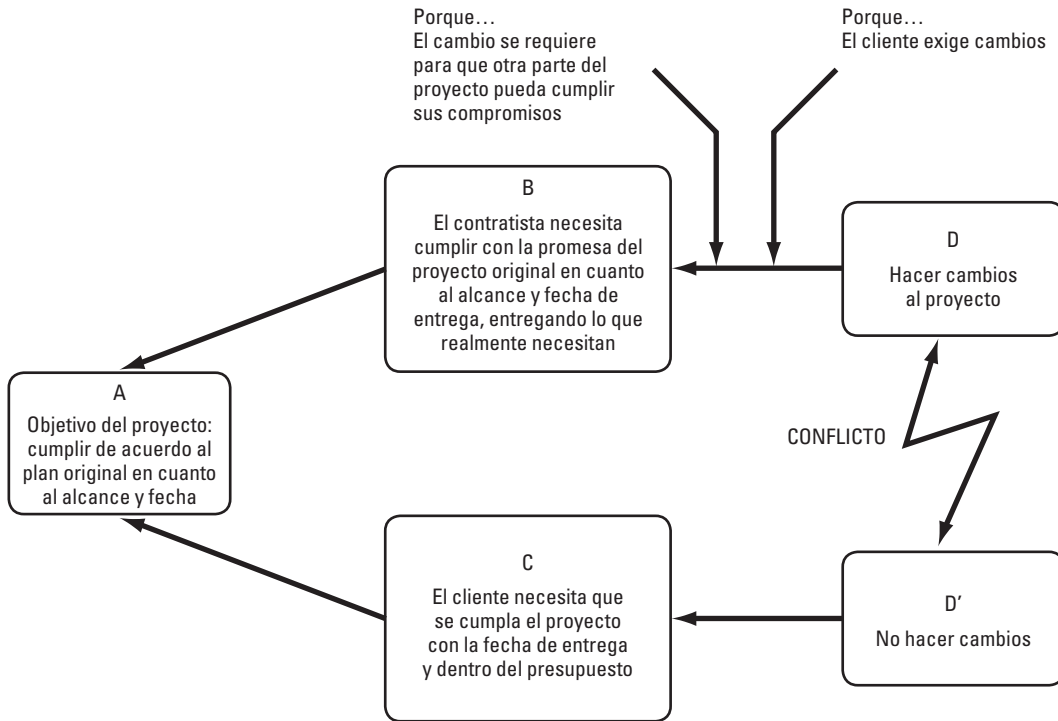 Porque…
El cambio se requiere
para que otra parte del
proyecto pueda cumplir
sus compromisos
Porque…
El cliente exige cambios
B
El contratista necesita
cumplir con la promesa del
proyecto original en cuanto
al alcance y fecha de
entrega, entregando lo que
realmente necesitan
D
Hacer cambios
al proyecto
A
Objetivo del proyecto:
cumplir de acuerdo al
plan original en cuanto
al alcance y fecha
CONFLICTO
C
El cliente necesita que
se cumpla el proyecto
con la fecha de entrega
y dentro del presupuesto
D’
No hacer cambios